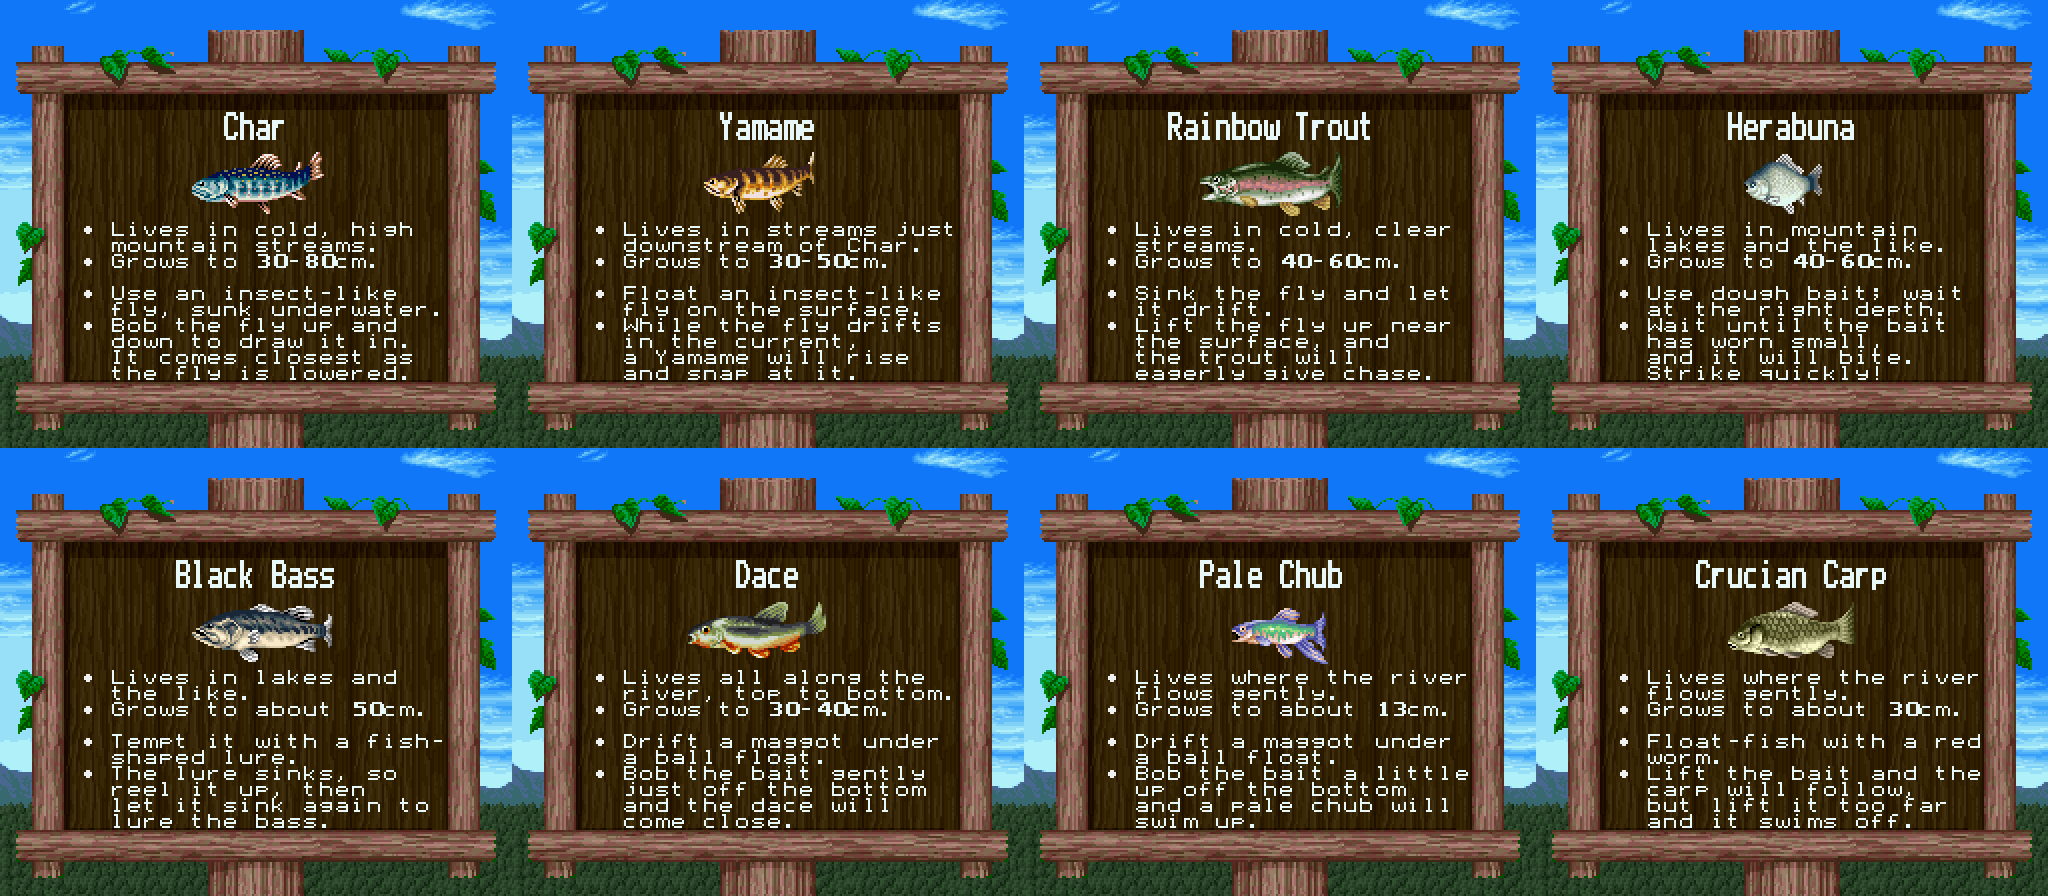 Char
• Lives in cold, high
mountain streams.
• Grows to 30-80cm.
• Use an insect-like
fly, sunk underwater.
• Bob the fly up and
down to draw it in.
It comes closest as
the fly is lowered.
Yamame
• Lives in streams just
downstream of Char.
• Grows to 30-50cm.
• Float an insect-like
fly on the surface.
• While the fly drifts
in the current,
a Yamame will rise
and snap at it.
Rainbow Trout
• Lives in cold, clear
streams.
• Grows to 40-60cm.
• Sink the fly and let
it drift.
• Lift the fly up near
the surface, and
the trout will
eagerly give chase.
Herabuna
• Lives in mountain
lakes and the like.
• Grows to 40-60cm.
• Use dough bait; wait
at the right depth.
• Wait until the bait
has worn small,
and it will bite.
Strike quickly!
Black Bass
• Lives in lakes and
the like.
• Grows to about 50cm.
• Tempt it with a fish-
shaped lure.
• The lure sinks, so
reel it up, then
let it sink again to
lure the bass.
Dace
• Lives all along the
river, top to bottom.
• Grows to 30-40cm.
• Drift a maggot under
a ball float.
• Bob the bait gently
just off the bottom
and the dace will
come close.
Pale Chub
• Lives where the river
flows gently.
• Grows to about 13cm.
• Drift a maggot under
a ball float.
• Bob the bait a little
up off the bottom
and a pale chub will
swim up.
Crucian Carp
• Lives where the river
flows gently.
• Grows to about 30cm.
• Float-fish with a red
worm.
• Lift the bait and the
carp will follow,
but lift it too far
and it swims off.